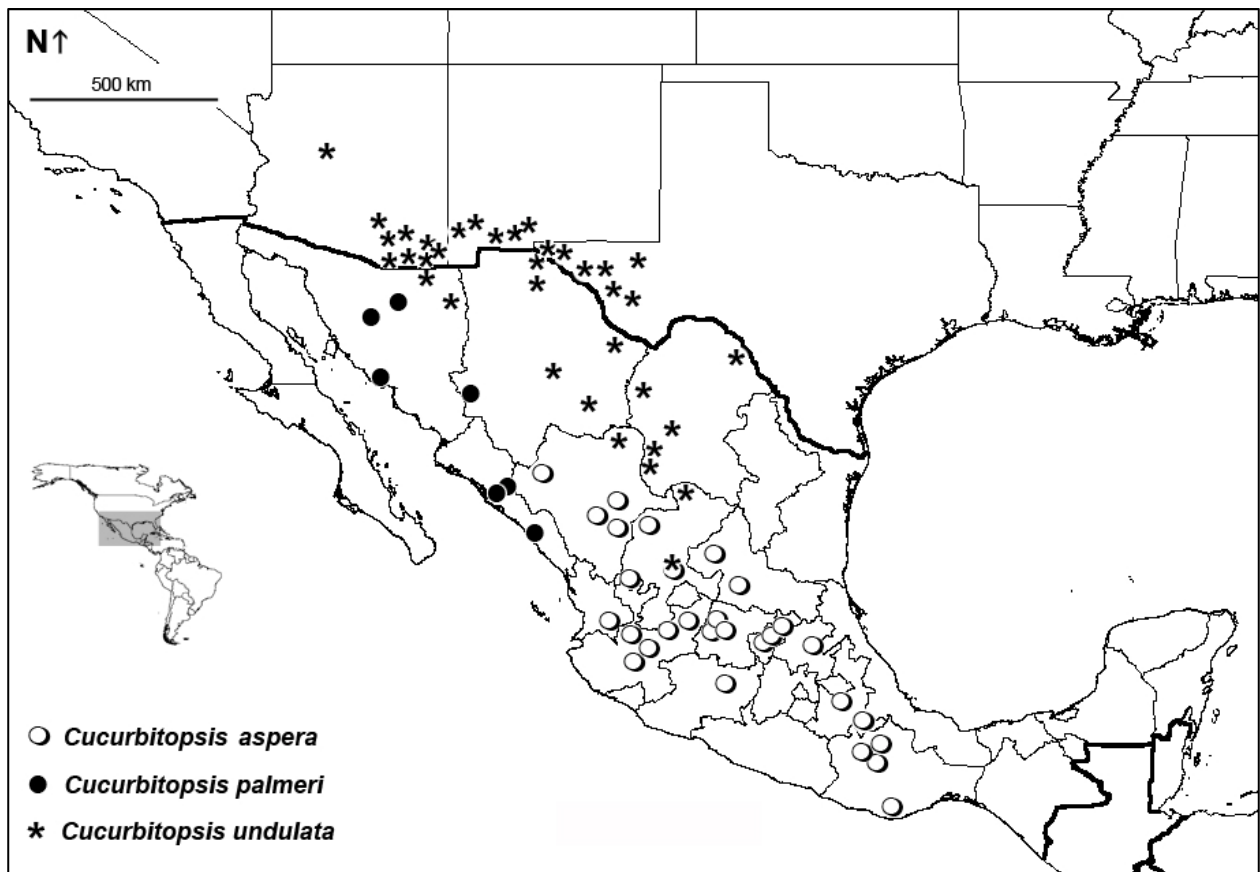 N↑
500 km
Cucurbitopsis aspera
Cucurbitopsis palmeri
* Cucurbitopsis undulata